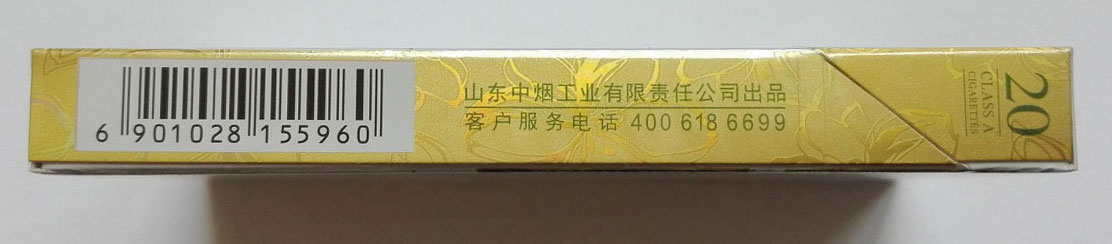 6 901028 155960
山东中烟工业有限责任公司出品
客户服务电话 400 618 6699
20
CLASS A
CIGARETTES